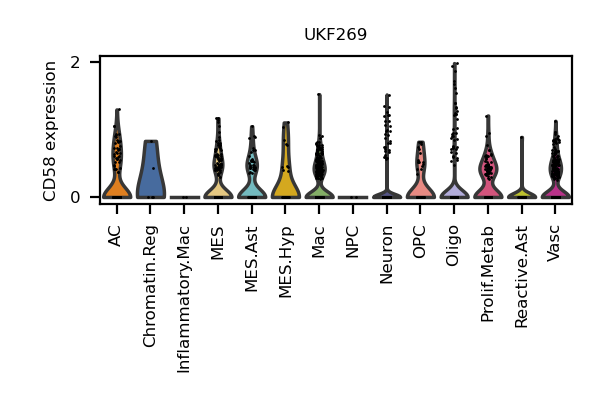 UKF269
CD58 expression
2
0
AC
Chromatin.Reg
Inflammatory.Mac
MES
MES.Ast
MES.Hyp
Mac
NPC
Neuron
OPC
Oligo
Prolif.Metab
Reactive.Ast
Vasc